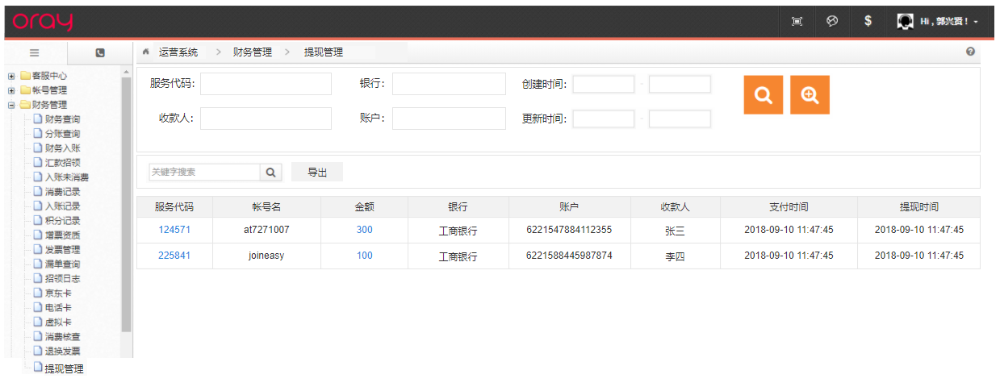 oray
$ Hi , 郭兴贤！
运营系统 > 财务管理 > 提现管理
客服中心
帐号管理
财务管理
财务查询
分账查询
财务入账
汇款招领
入账未消费
消费记录
入账记录
积分记录
增票资质
发票管理
漏单查询
招领日志
京东卡
电话卡
虚拟卡
消费核查
退换发票
提现管理
服务代码: 银行: 创建时间: -
收款人: 账户: 更新时间: -
关键字搜索 导出
服务代码 帐号名 金额 银行 账户 收款人 支付时间 提现时间
124571 at7271007 300 工商银行 6221547884112355 张三 2018-09-10 11:47:45 2018-09-10 11:47:45
225841 joineasy 100 工商银行 6221588445987874 李四 2018-09-10 11:47:45 2018-09-10 11:47:45